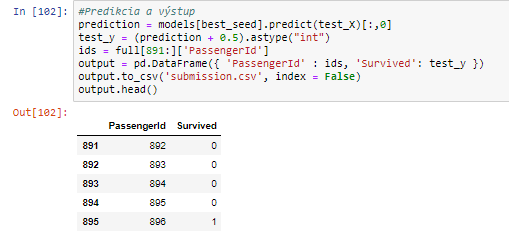 In [102]: #Predikcia a výstup
prediction = models[best_seed].predict(test_X)[:,0]
test_y = (prediction + 0.5).astype("int")
ids = full[891:]['PassengerId']
output = pd.DataFrame({ 'PassengerId' : ids, 'Survived': test_y })
output.to_csv('submission.csv', index = False)
output.head()
Out[102]:
PassengerId Survived
891 892 0
892 893 0
893 894 0
894 895 0
895 896 1